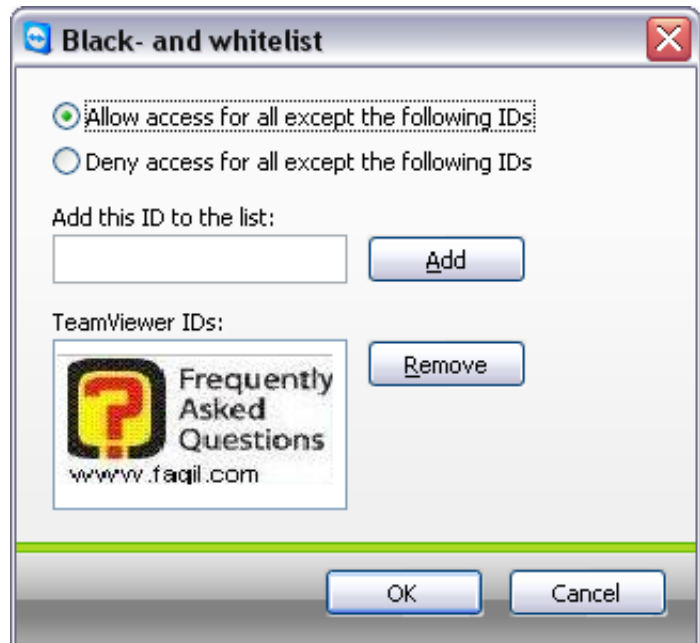 Black- and whitelist
Allow access for all except the following IDs
Deny access for all except the following IDs
Add this ID to the list:
Add
TeamViewer IDs:
Remove
?
Frequently
Asked
Questions
www.faqil.com
OK
Cancel